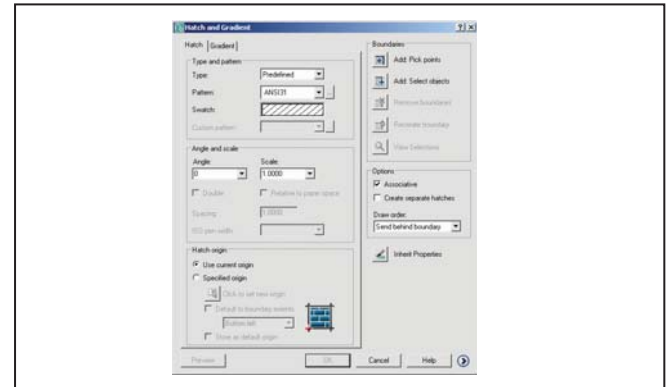 Hatch and Gradient
Hatch
Gradient
Type and pattern
Type:
Predefined
Pattern:
ANSI31
Swatch:
Custom pattern:
Angle and scale
Angle:
Scale:
0
1.0000
Double
Relative to paper space
Spacing:
1.0000
ISO pen width:
Hatch origin
Use current origin
Specified origin
Click to set new origin
Default to boundary extents
Bottom left
Store as default origin
Boundaries
Add: Pick points
Add: Select objects
Remove boundaries
Recreate boundary
View Selections
Options
Associative
Create separate hatches
Draw order:
Send behind boundary
Inherit Properties
Preview
OK
Cancel
Help